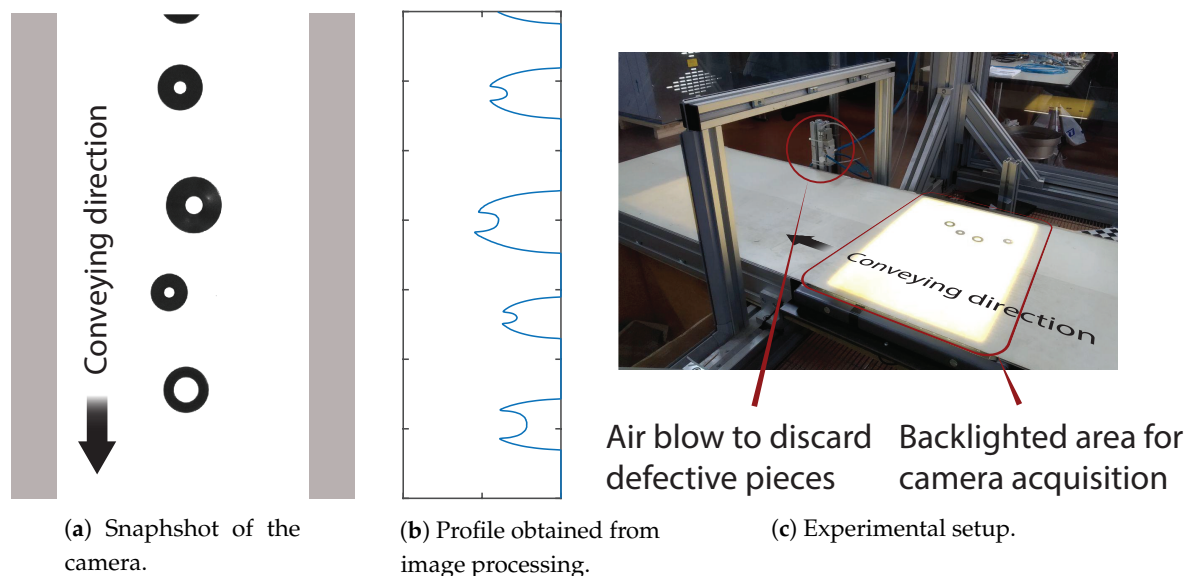 Conveying direction
Conveying direction
Air blow to discard
defective pieces
Backlighted area for
camera acquisition
(a) Snaphshot of the
camera.
(b) Profile obtained from
image processing.
(c) Experimental setup.